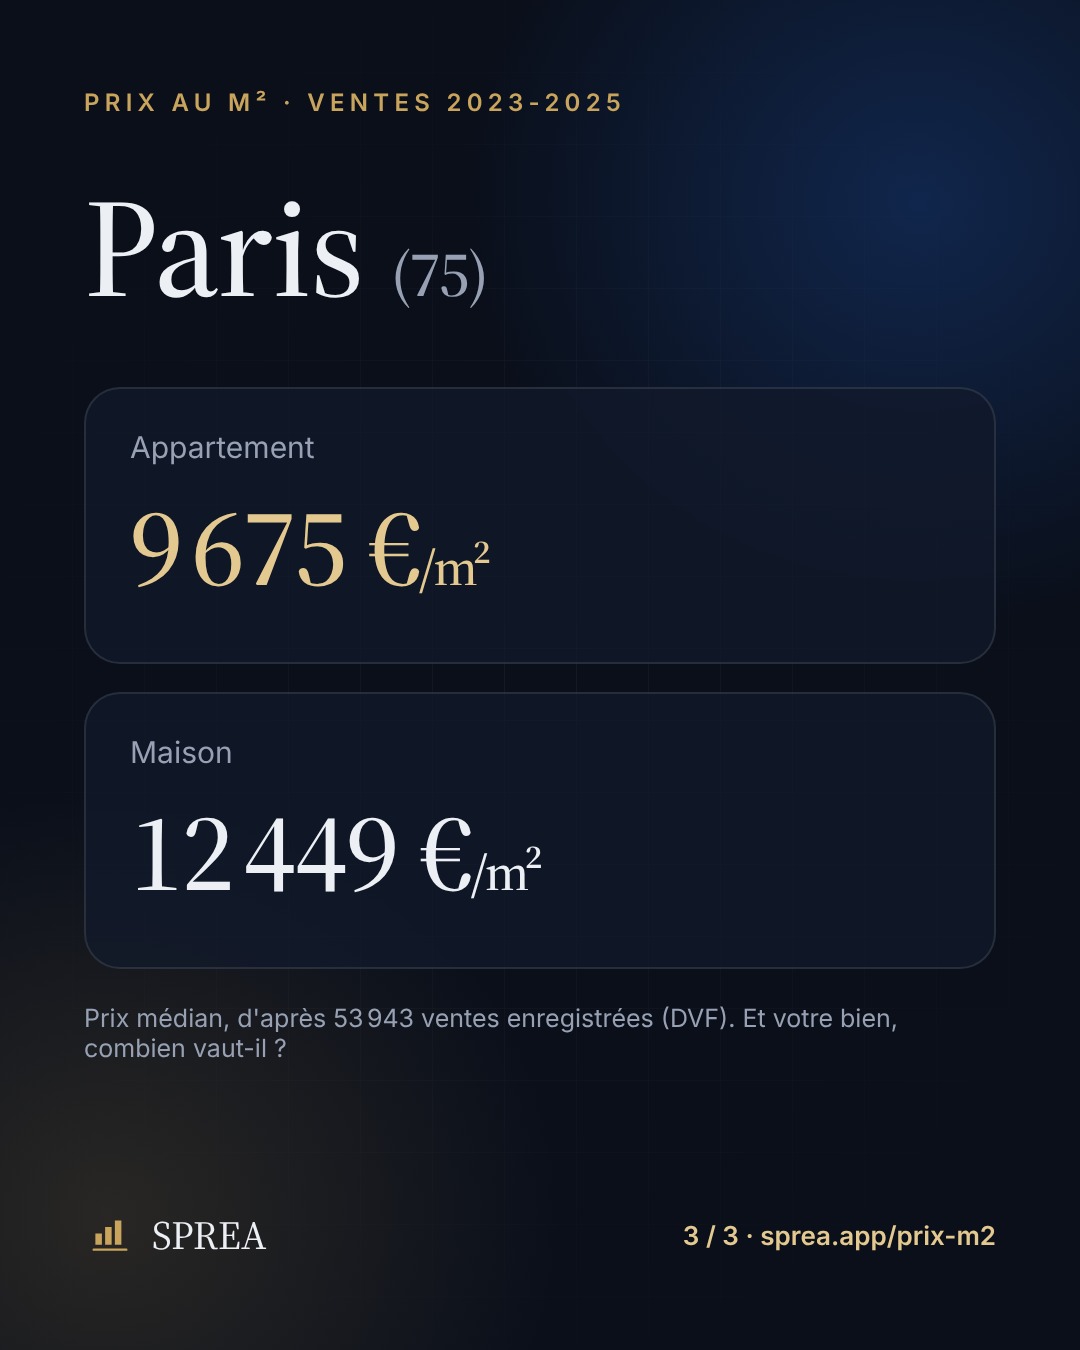 PRIX AU M² · VENTES 2023-2025
Paris (75)
Appartement
9 675 €/m²
Maison
12 449 €/m²
Prix médian, d'après 53 943 ventes enregistrées (DVF). Et votre bien,
combien vaut-il ?
SPREA
3 / 3 · sprea.app/prix-m2